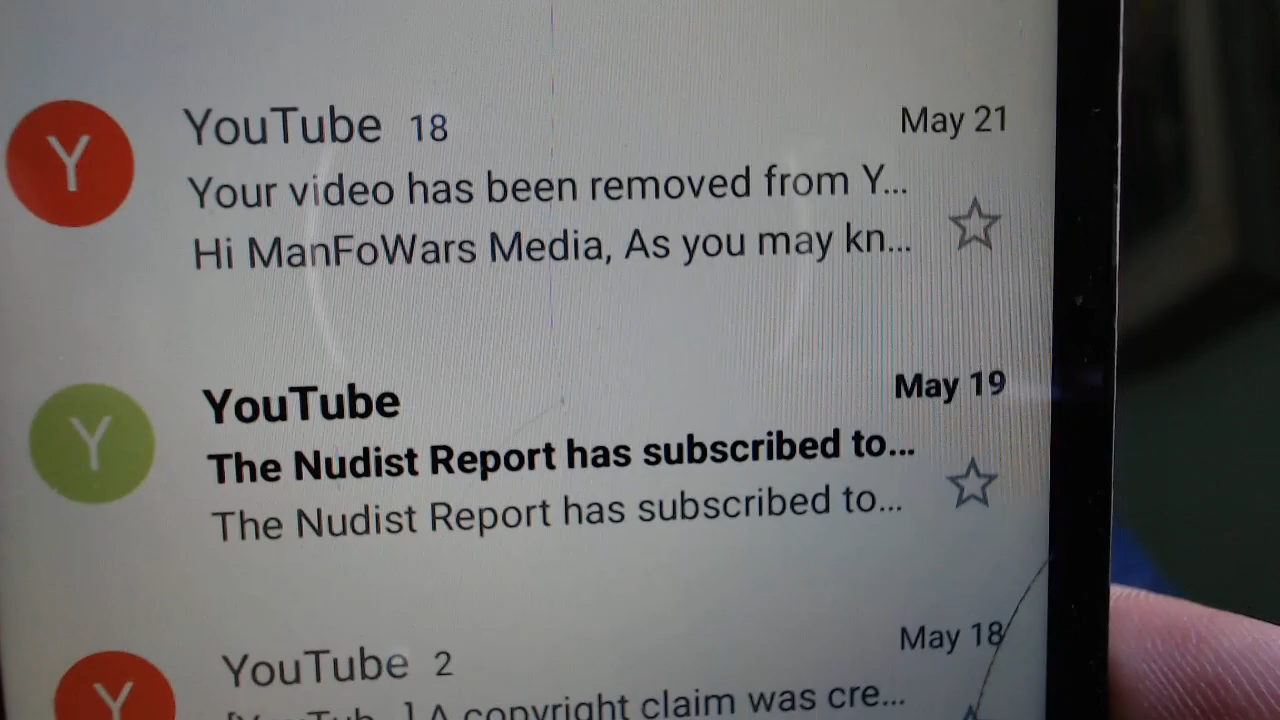 Y
YouTube 18
May 21
Your video has been removed from Y...
Hi ManFoWars Media, As you may kn...
Y
YouTube
May 19
The Nudist Report has subscribed to...
The Nudist Report has subscribed to...
Y
YouTube 2
May 18
] A copyright claim was cre...